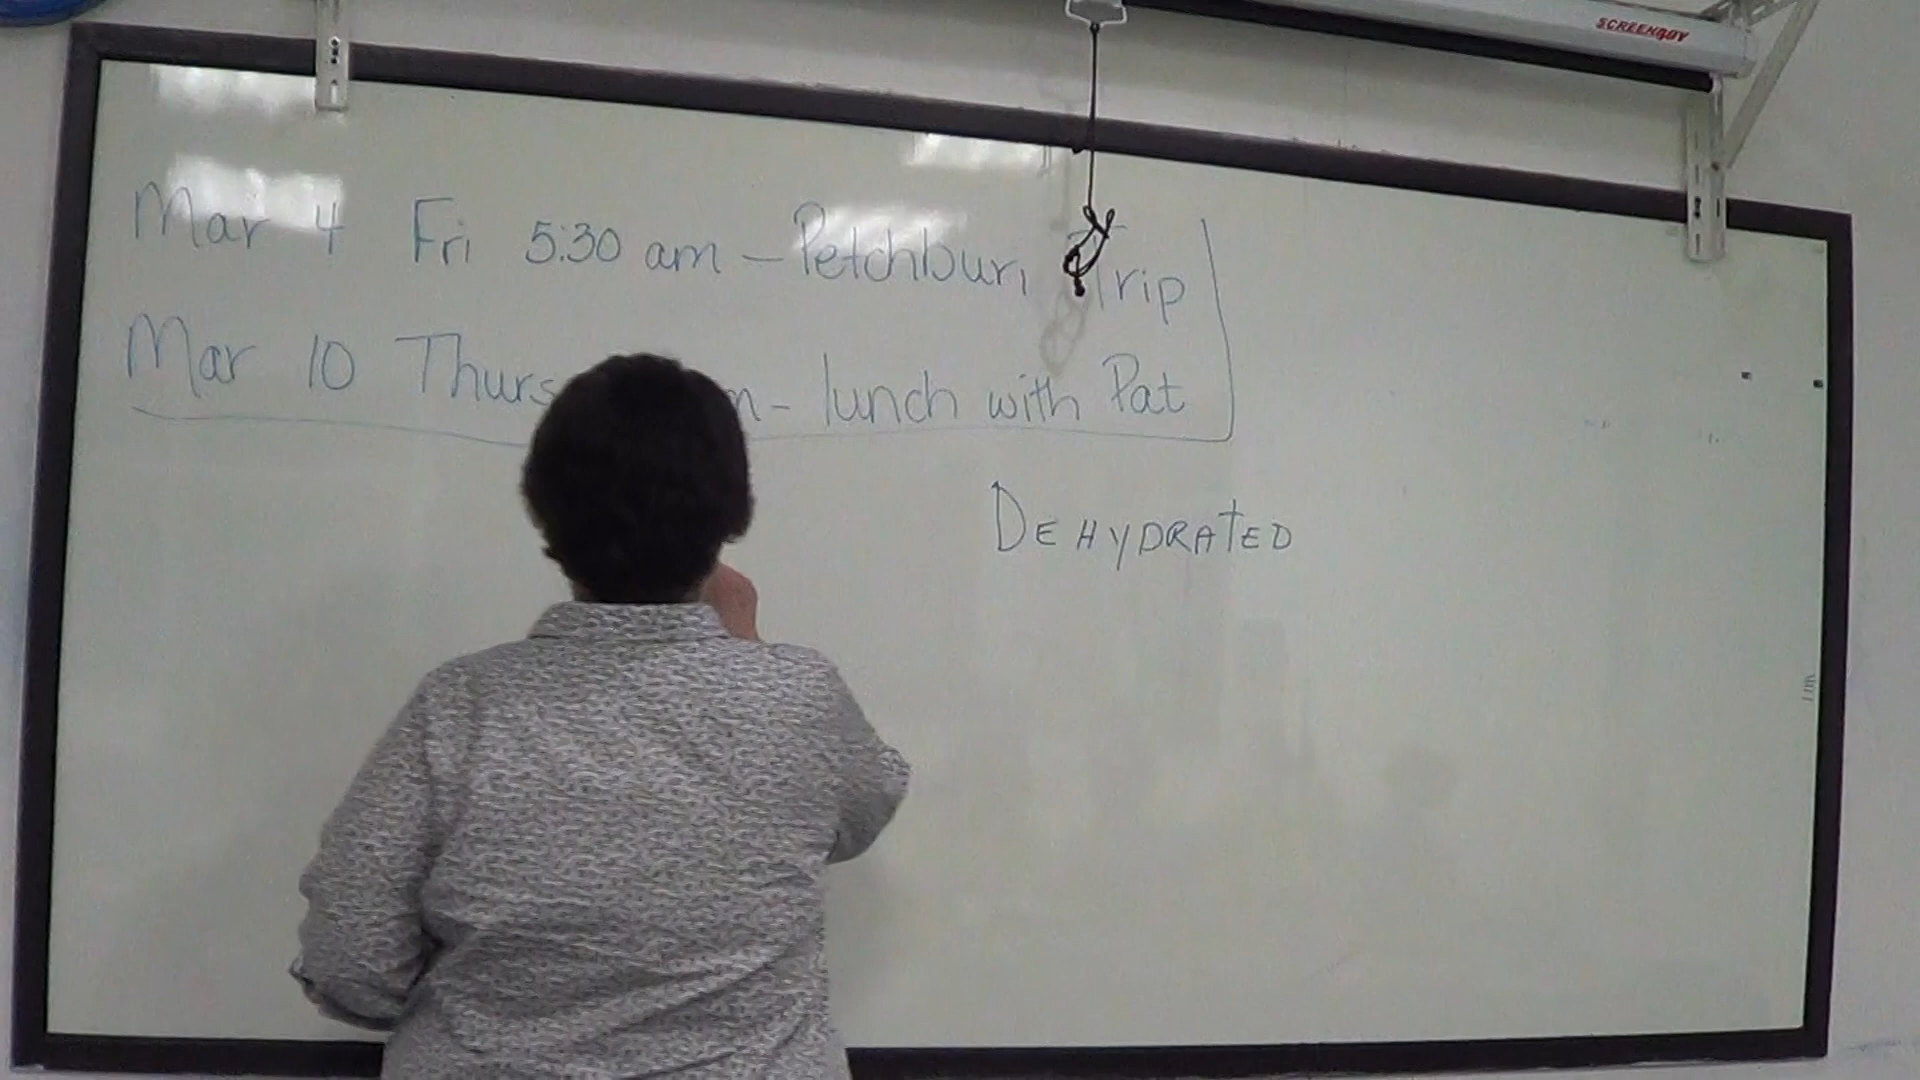 SCREENBOY
Mar 4 Fri 5:30 am - Petchburi Trip
Mar 10 Thurs - lunch with Pat
DEHYDRATED